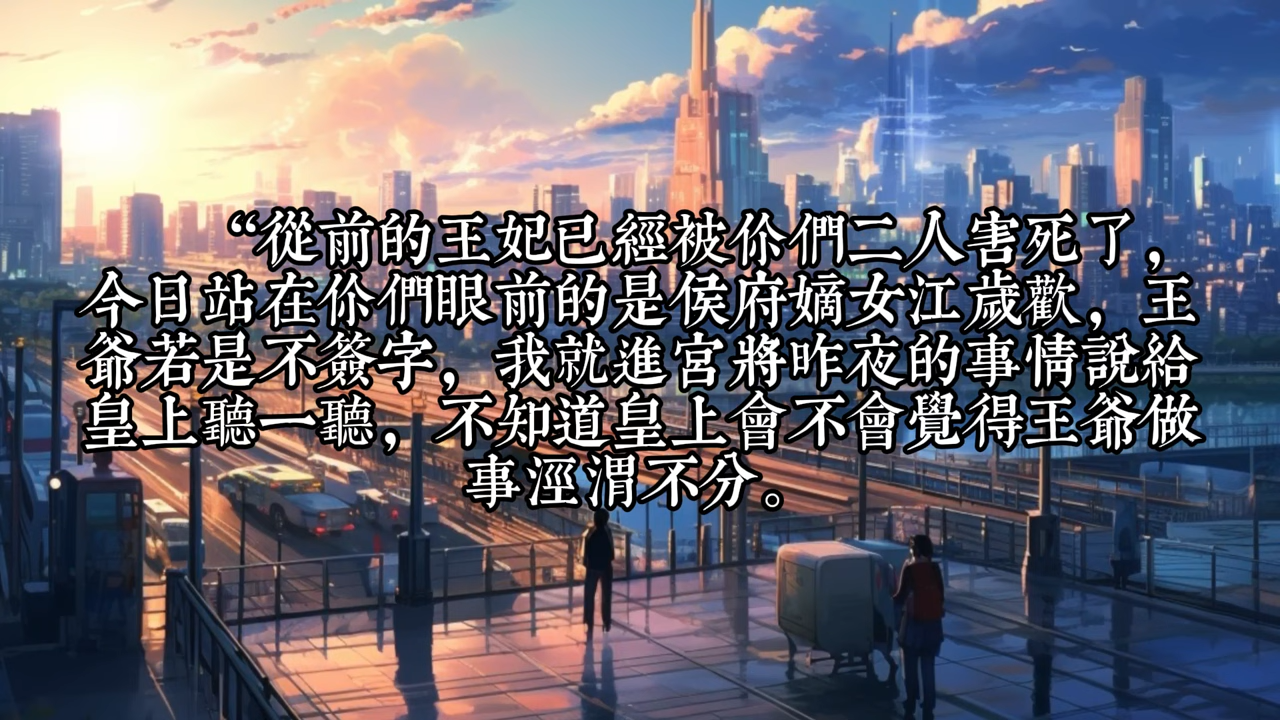 “從前的王妃已經被伱們二人害死了，
今日站在伱們眼前的是侯府嫡女江歲歡，王
爺若是不簽字，我就進宮將昨夜的事情說給
皇上聽一聽，不知道皇上會不會覺得王爺做
事涇渭不分。